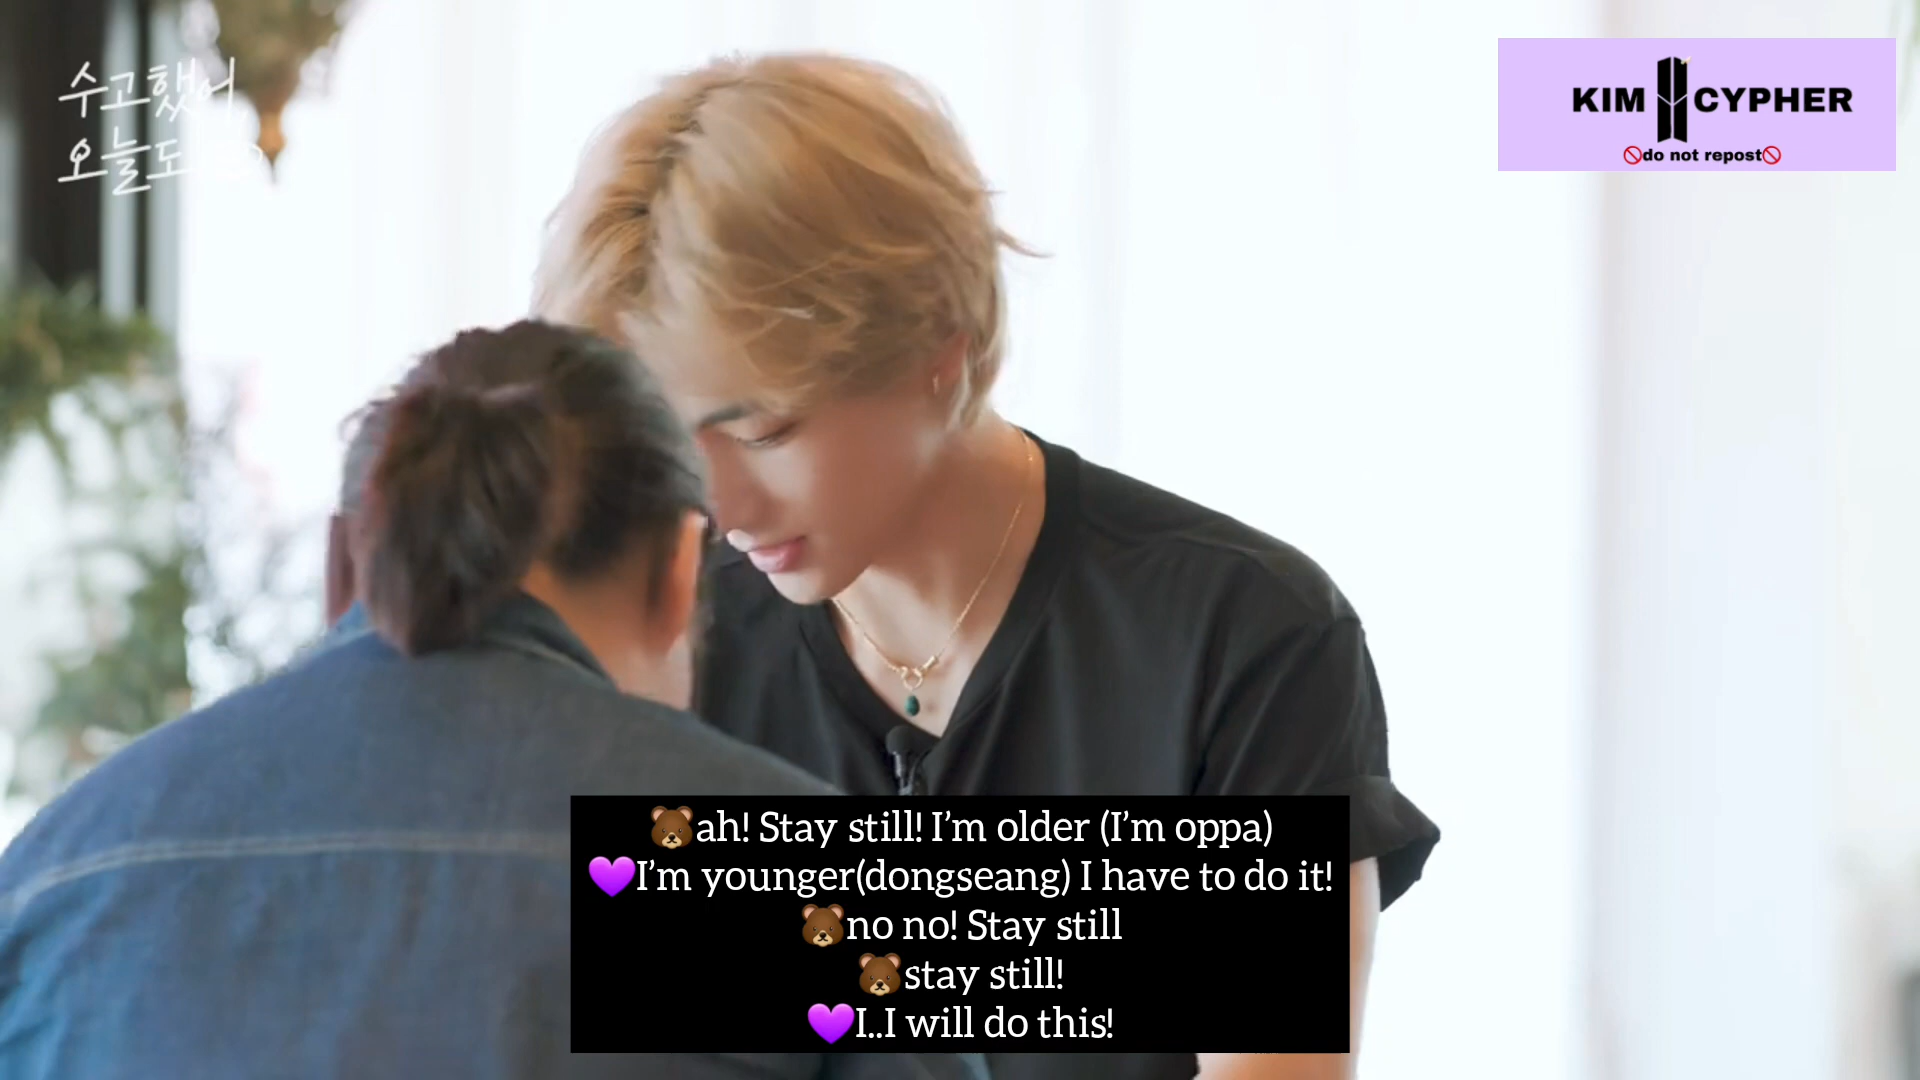 수고했어,
오늘도
KIM CYPHER
🚫do not repost🚫
🐻ah! Stay still! I’m older (I’m oppa)
💜I’m younger(dongseang) I have to do it!
🐻no no! Stay still
🐻stay still!
💜I..I will do this!